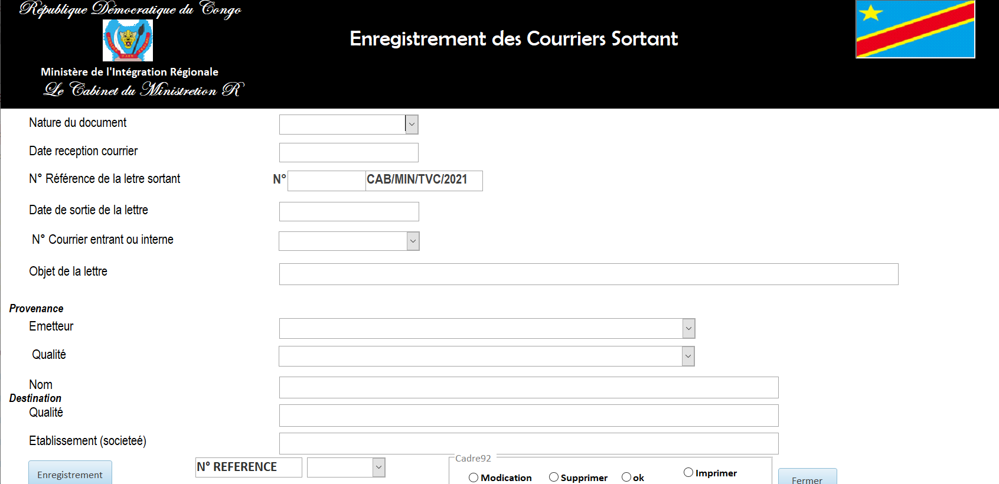 République Démocratique du Congo
Enregistrement des Courriers Sortant
Ministère de l'Intégration Régionale
Le Cabinet du Ministretion R
Nature du document
Date reception courrier
N° Référence de la letre sortant N° CAB/MIN/TVC/2021
Date de sortie de la lettre
N° Courrier entrant ou interne
Objet de la lettre
Provenance
Emetteur
Qualité
Nom
Destination
Qualité
Etablissement (societeé)
Cadre92
Enregistrement N° REFERENCE Modication Supprimer ok Imprimer Fermer